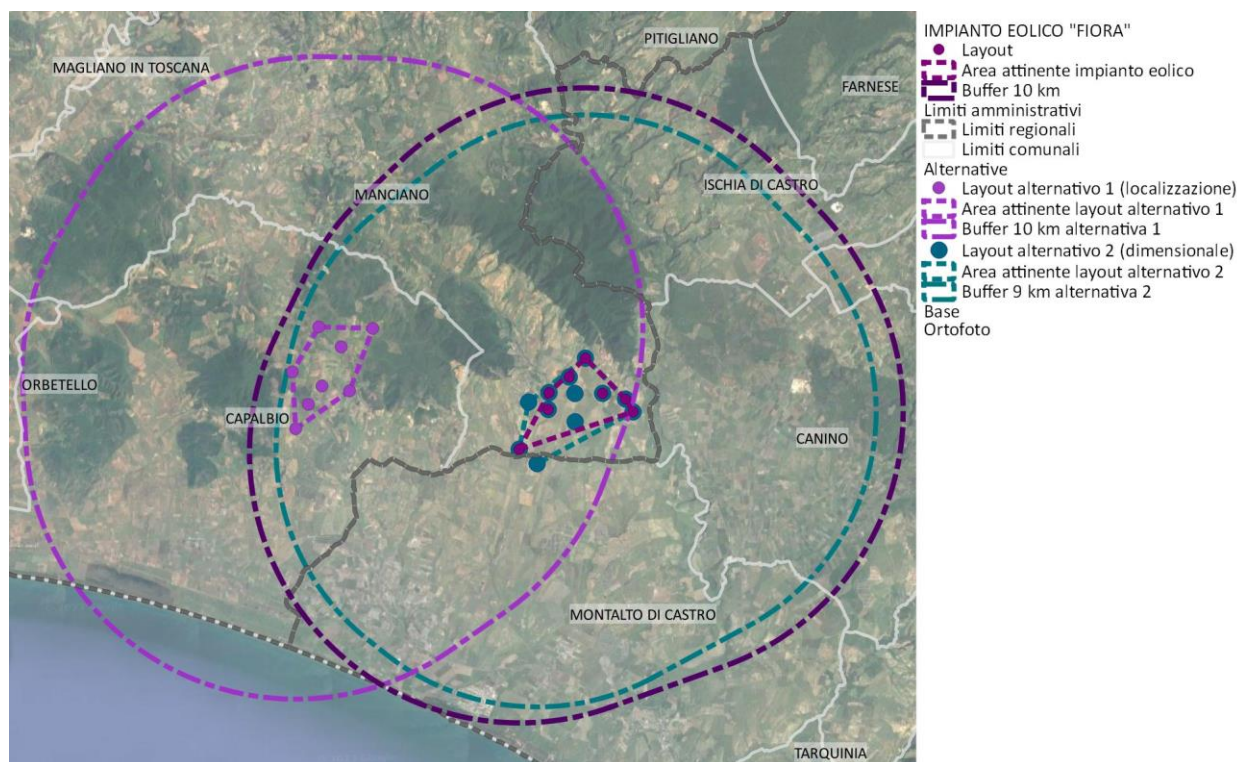 PITIGLIANO
MAGLIANO IN TOSCANA
FARNESE
MANCIANO
ISCHIA DI CASTRO
ORBETELLO
CAPALBIO
CANINO
MONTALTO DI CASTRO
TARQUINIA
IMPIANTO EOLICO "FIORA"
Layout
Area attinente impianto eolico
Buffer 10 km
Limiti amministrativi
Limiti regionali
Limiti comunali
Alternative
Layout alternativo 1 (localizzazione)
Area attinente layout alternativo 1
Buffer 10 km alternativa 1
Layout alternativo 2 (dimensionale)
Area attinente layout alternativo 2
Buffer 9 km alternativa 2
Base
Ortofoto